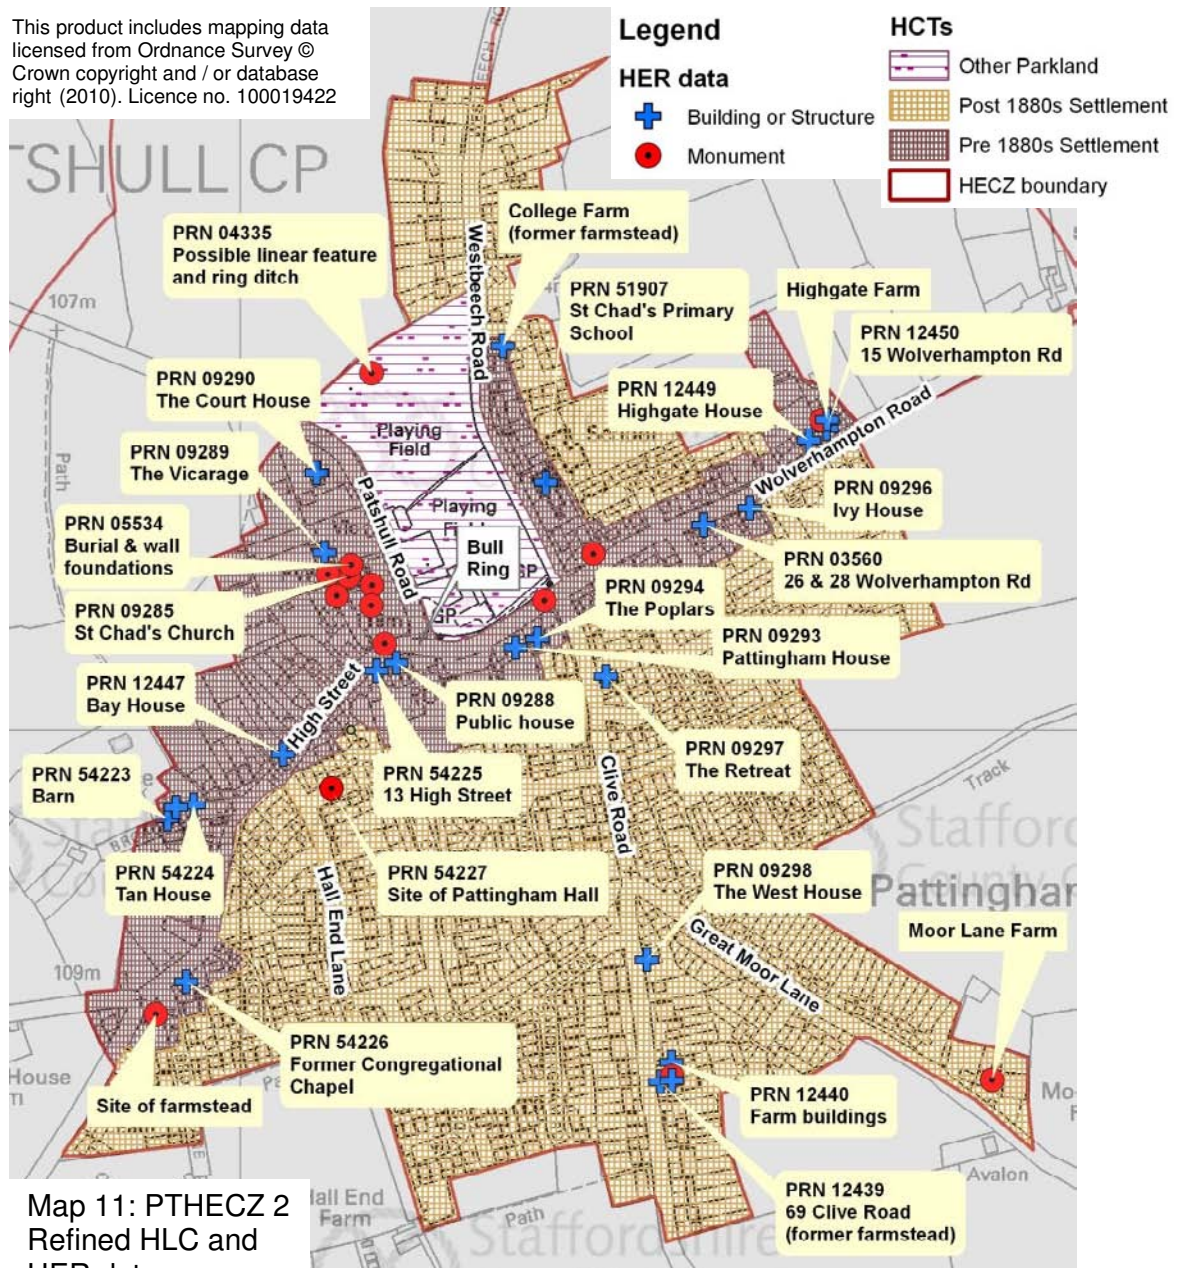 This product includes mapping data
licensed from Ordnance Survey ©
Crown copyright and / or database
right (2010). Licence no. 100019422
Legend
HER data
Building or Structure
Monument
HCTs
Other Parkland
Post 1880s Settlement
Pre 1880s Settlement
HECZ boundary
TSHULL CP
PRN 04335
Possible linear feature
and ring ditch
College Farm
(former farmstead)
Westbeech Road
PRN 51907
St Chad's Primary
School
Highgate Farm
PRN 12450
15 Wolverhampton Rd
107m
PRN 09290
The Court House
PRN 12449
Highgate House
Wolverhampton Road
Playing
Field
PRN 09289
The Vicarage
Path
Patshull Road
PRN 09296
Ivy House
Playing
PRN 05534
Burial & wall
foundations
Bull
Ring
PRN 03560
26 & 28 Wolverhampton Rd
PRN 09285
St Chad's Church
PRN 09294
The Poplars
PRN 09293
Pattingham House
PRN 12447
Bay House
High Street
PRN 09288
Public house
PRN 09297
The Retreat
PRN 54223
Barn
PRN 54225
13 High Street
Clive Road
Track
PRN 54224
Tan House
PRN 54227
Site of Pattingham Hall
Hall End Lane
PRN 09298
The West House
Pattinghar
Great Moor Lane
Moor Lane Farm
109m
PRN 54226
Former Congregational
Chapel
House
Site of farmstead
PRN 12440
Farm buildings
Avalon
PRN 12439
69 Clive Road
(former farmstead)
Hall End
Farm
Path
Staffordshire
Map 11: PTHECZ 2
Refined HLC and